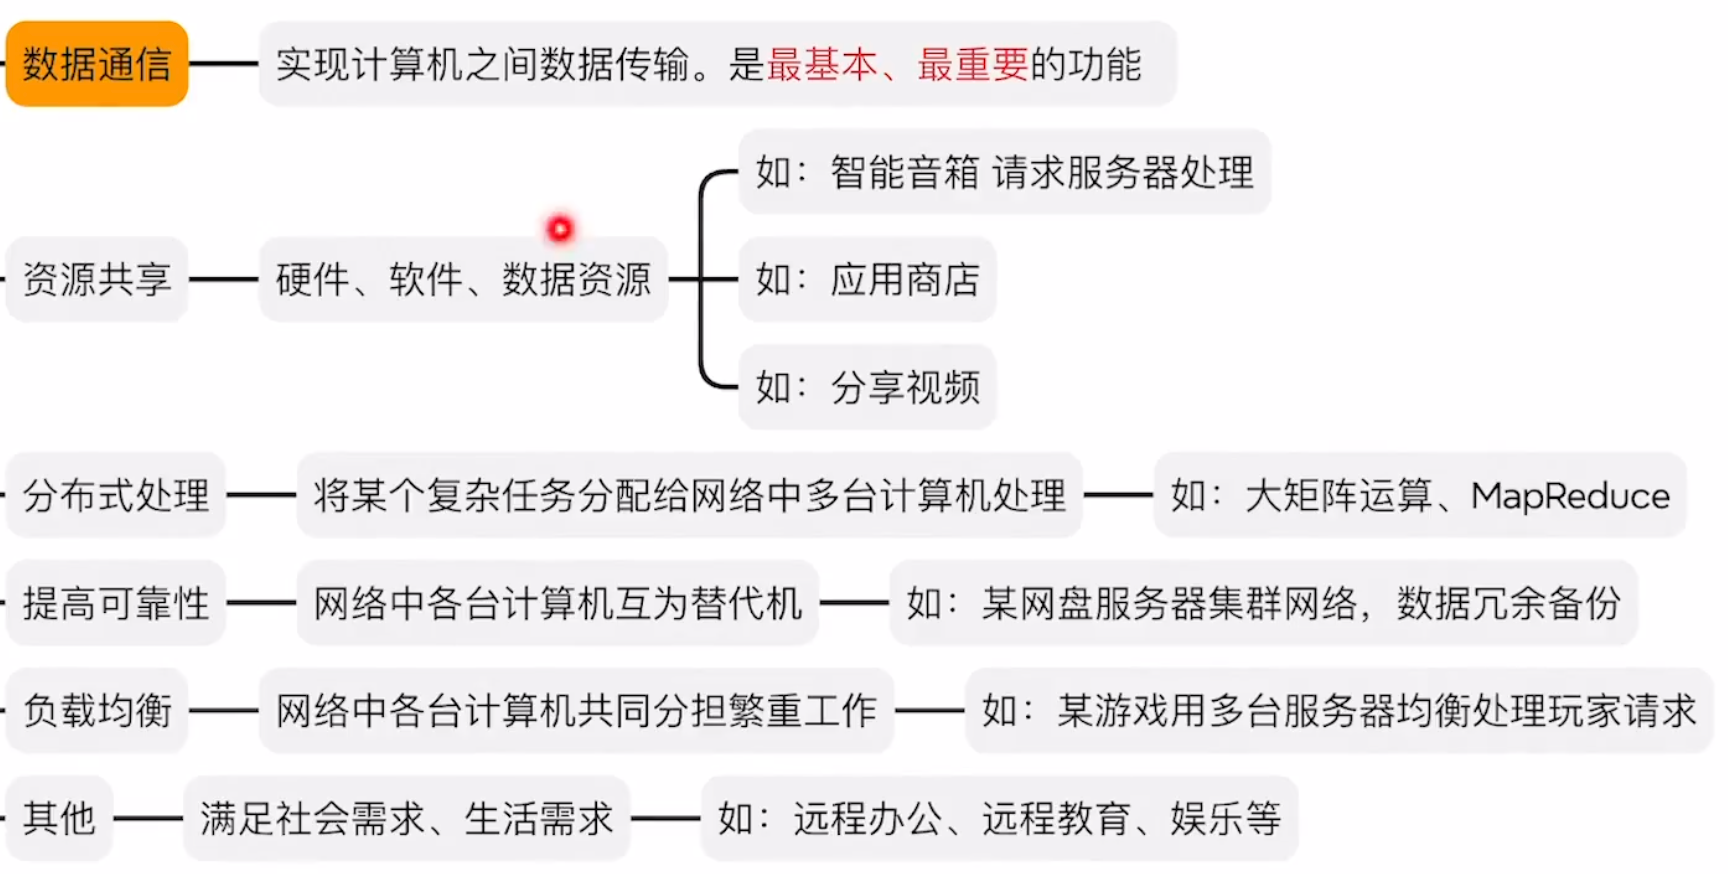 数据通信
实现计算机之间数据传输。是最基本、最重要的功能
如：智能音箱 请求服务器处理
资源共享
硬件、软件、数据资源
如：应用商店
如：分享视频
分布式处理
将某个复杂任务分配给网络中多台计算机处理
如：大矩阵运算、MapReduce
提高可靠性
网络中各台计算机互为替代机
如：某网盘服务器集群网络，数据冗余备份
负载均衡
网络中各台计算机共同分担繁重工作
如：某游戏用多台服务器均衡处理玩家请求
其他
满足社会需求、生活需求
如：远程办公、远程教育、娱乐等